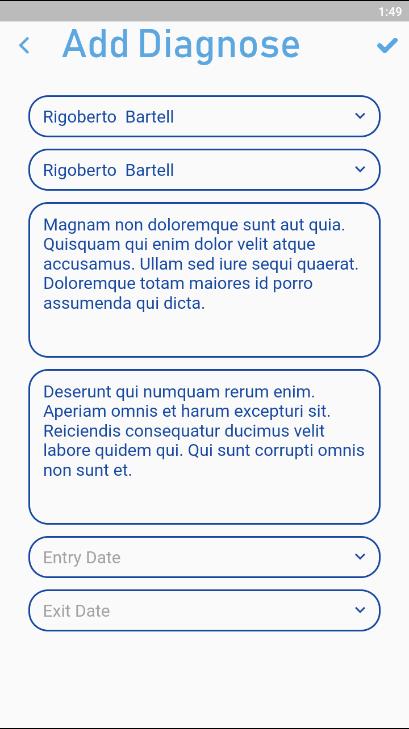 1:49
Add Diagnose
Rigoberto  Bartell
Rigoberto  Bartell
Magnam non doloremque sunt aut quia.
Quisquam qui enim dolor velit atque
accusamus. Ullam sed iure sequi quaerat.
Doloremque totam maiores id porro
assumenda qui dicta.
Deserunt qui numquam rerum enim.
Aperiam omnis et harum excepturi sit.
Reiciendis consequatur ducimus velit
labore quidem qui. Qui sunt corrupti omnis
non sunt et.
Entry Date
Exit Date